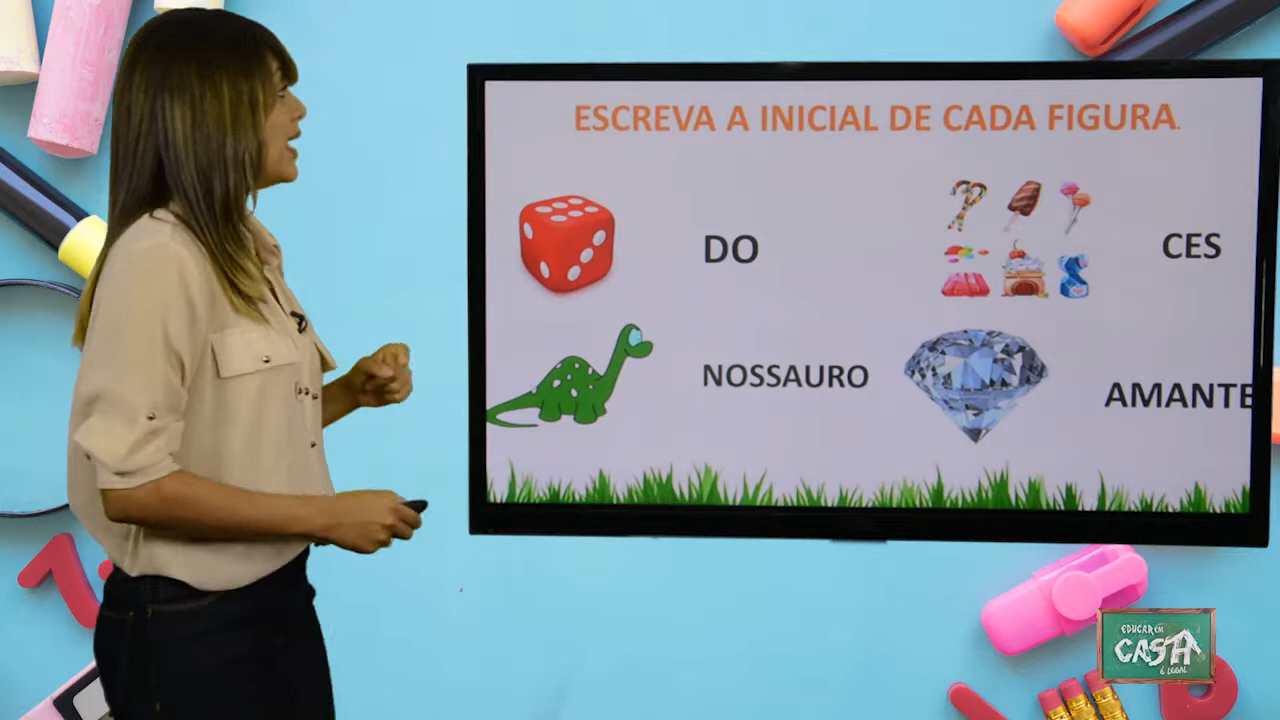 ESCREVA A INICIAL DE CADA FIGURA.
DO
CES
NOSSAURO
AMANTE
EDUCAR EM
CASA
É LEGAL